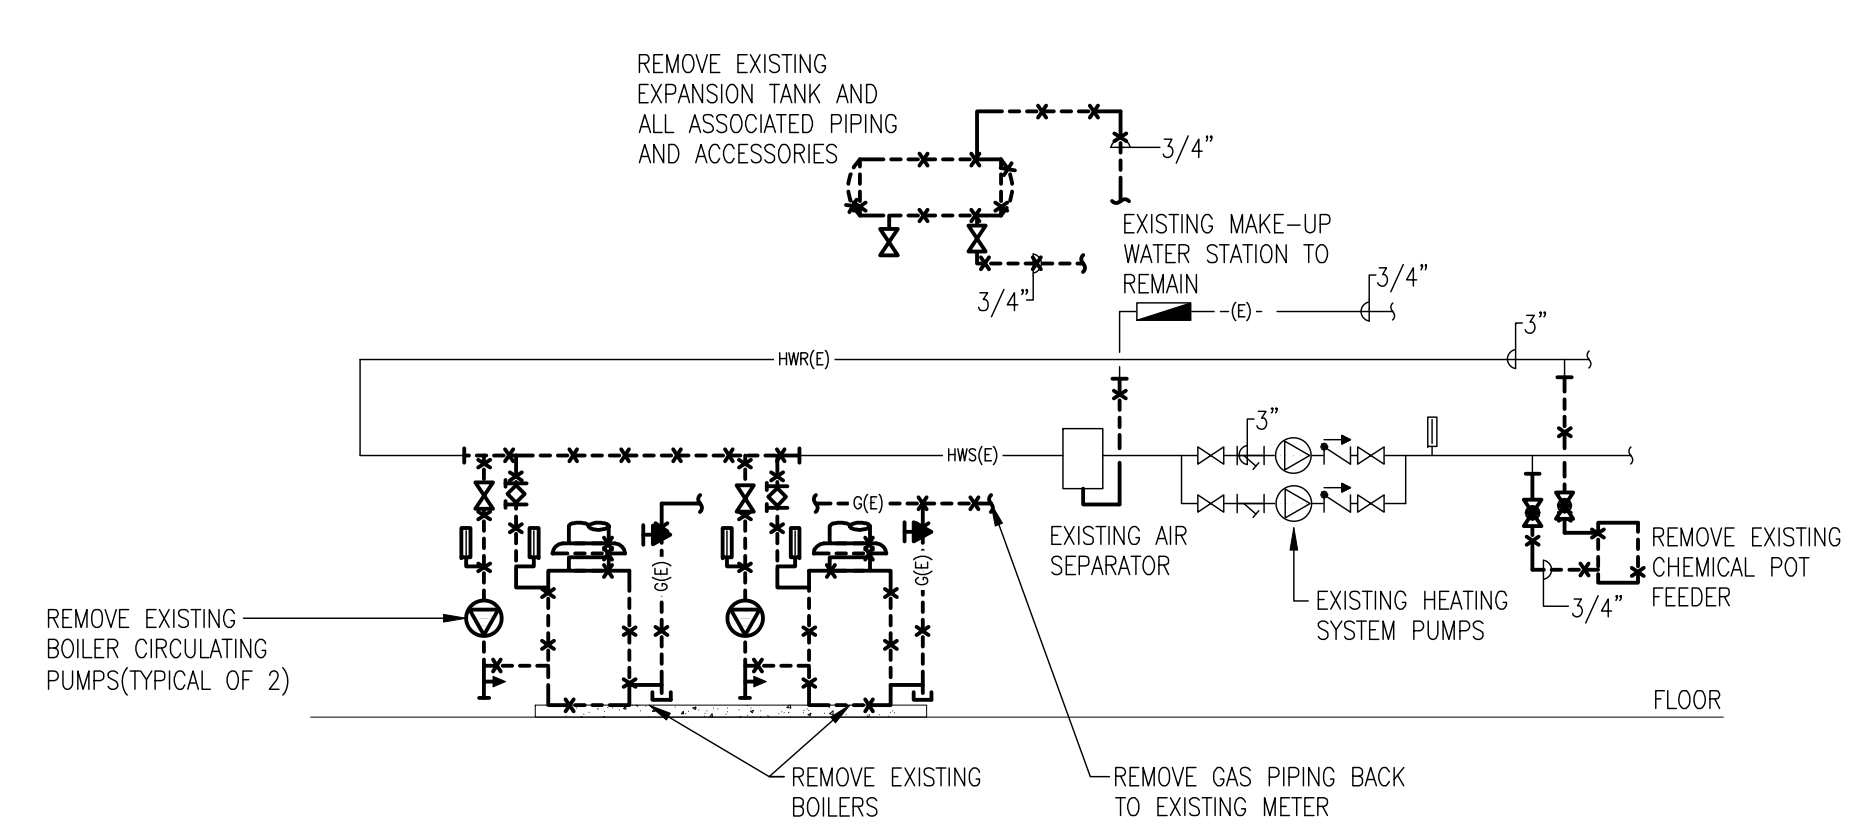 REMOVE EXISTING
EXPANSION TANK AND
ALL ASSOCIATED PIPING
AND ACCESSORIES
3/4"
EXISTING MAKE-UP
WATER STATION TO
REMAIN
3/4"
3/4"
(E)
3"
HWR(E)
3"
HWS(E)
G(E)
EXISTING AIR
SEPARATOR
REMOVE EXISTING
CHEMICAL POT
FEEDER
G(E)
G(E)
3/4"
EXISTING HEATING
SYSTEM PUMPS
REMOVE EXISTING
BOILER CIRCULATING
PUMPS(TYPICAL OF 2)
FLOOR
REMOVE EXISTING
BOILERS
REMOVE GAS PIPING BACK
TO EXISTING METER